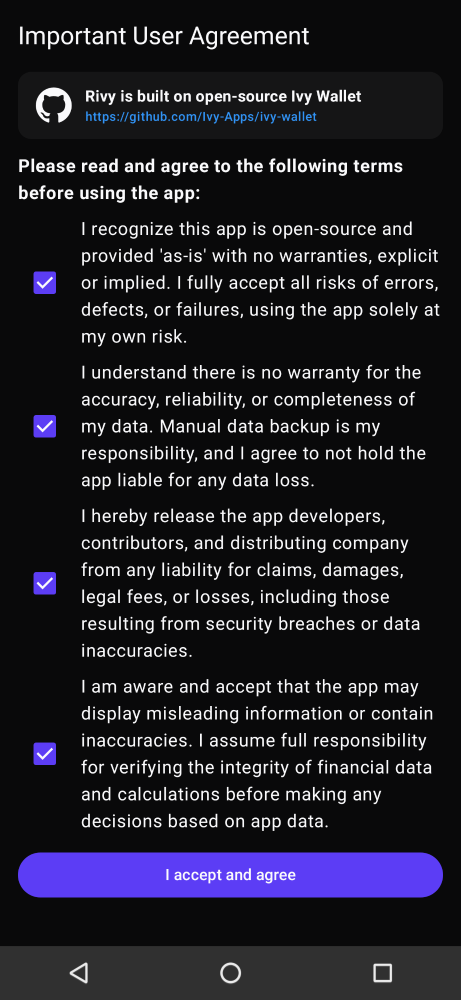 Important User Agreement
Rivy is built on open-source Ivy Wallet
https://github.com/Ivy-Apps/ivy-wallet
Please read and agree to the following terms
before using the app:
I recognize this app is open-source and
provided 'as-is' with no warranties, explicit
or implied. I fully accept all risks of errors,
defects, or failures, using the app solely at
my own risk.
I understand there is no warranty for the
accuracy, reliability, or completeness of
my data. Manual data backup is my
responsibility, and I agree to not hold the
app liable for any data loss.
I hereby release the app developers,
contributors, and distributing company
from any liability for claims, damages,
legal fees, or losses, including those
resulting from security breaches or data
inaccuracies.
I am aware and accept that the app may
display misleading information or contain
inaccuracies. I assume full responsibility
for verifying the integrity of financial data
and calculations before making any
decisions based on app data.
I accept and agree